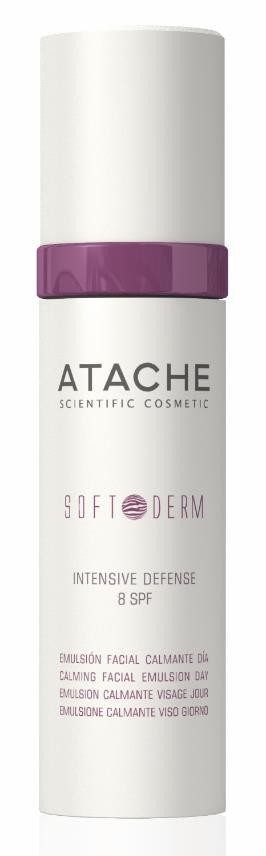 ATACHE
SCIENTIFIC COSMETIC
SOFT DERM
INTENSIVE DEFENSE
8 SPF
EMULSIÓN FACIAL CALMANTE DÍA
CALMING FACIAL EMULSION DAY
EMULSION CALMANTE VISAGE JOUR
EMULSIONE CALMANTE VISO GIORNO